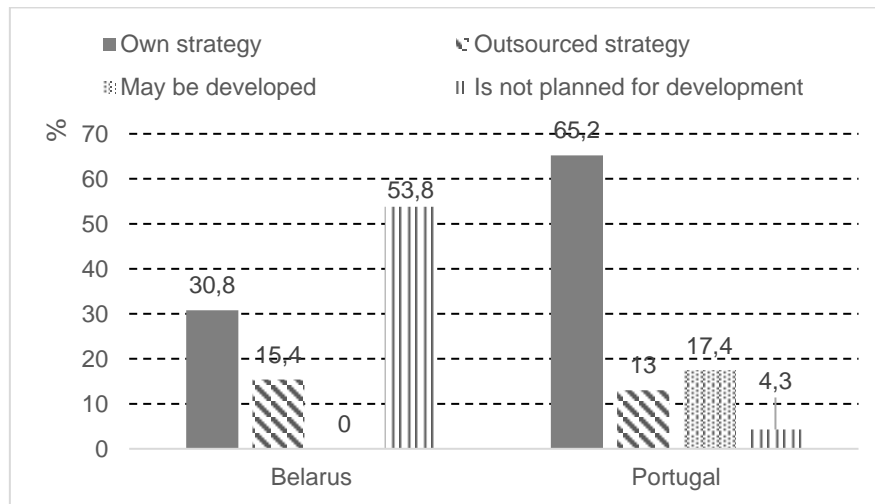 Own strategy
Outsourced strategy
May be developed
Is not planned for development
%
70
60
50
40
30
20
10
0
30,8
15,4
0
53,8
65,2
13
17,4
4,3
Belarus
Portugal